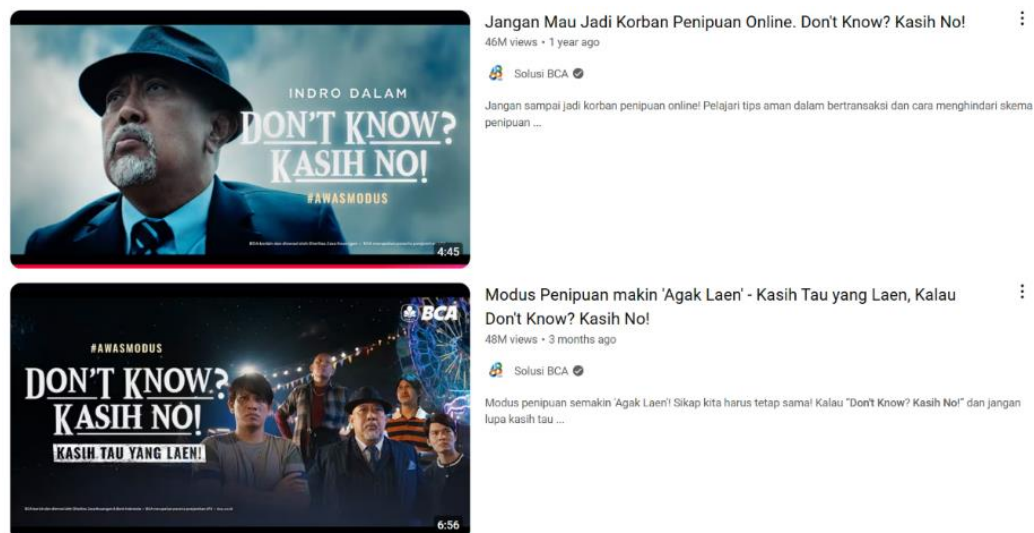 INDRO DALAM
DON'T KNOW?
KASIH NO!
#AWASMODUS
4:45
Jangan Mau Jadi Korban Penipuan Online. Don't Know? Kasih No!
46M views • 1 year ago
Solusi BCA
Jangan sampai jadi korban penipuan online! Pelajari tips aman dalam bertransaksi dan cara menghindari skema
penipuan ...
BCA
#AWASMODUS
DON'T KNOW?
KASIH NO!
KASIH TAU YANG LAEN!
6:56
Modus Penipuan makin 'Agak Laen' - Kasih Tau yang Laen, Kalau
Don't Know? Kasih No!
48M views • 3 months ago
Solusi BCA
Modus penipuan semakin 'Agak Laen'! Sikap kita harus tetap sama! Kalau "Don't Know? Kasih No!" dan jangan
lupa kasih tau ...